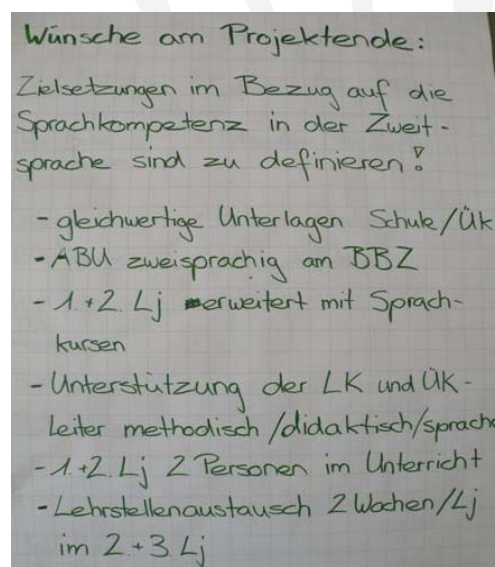 Wünsche am Projektende:
Zielsetzungen im Bezug auf die
Sprachkompetenz in der Zweit-
sprache sind zu definieren!
- gleichwertige Unterlagen Schule/ük
- ABU zweisprachig am BBZ
- 1.+2. Lj erweitert mit Sprach-
kursen
- Unterstützung der LK und ÜK-
Leiter methodisch/didaktisch/sprach
- 1.+2. Lj 2 Personen im Unterricht
- Lehrstellenaustausch 2 Wochen/Lj
im 2.+3. Lj